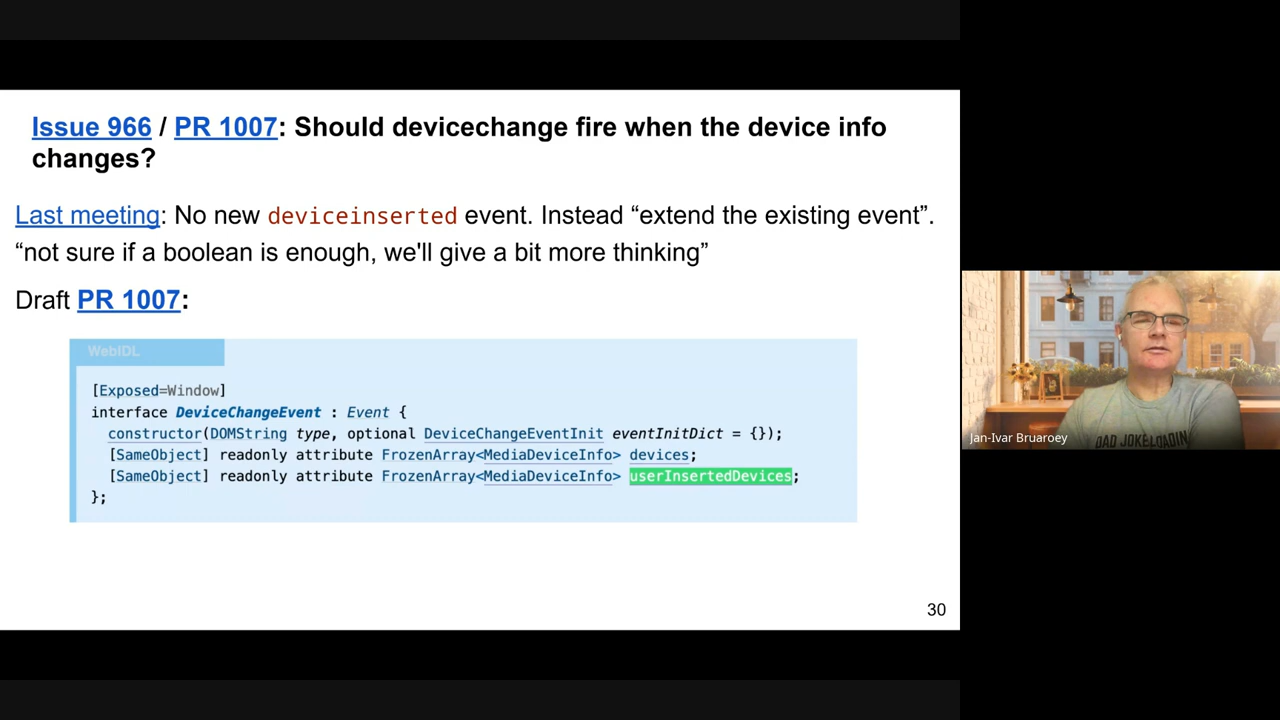 Issue 966 / PR 1007: Should devicechange fire when the device info
changes?
Last meeting: No new deviceinserted event. Instead “extend the existing event”.
“not sure if a boolean is enough, we'll give a bit more thinking”
Draft PR 1007:
WebIDL
[Exposed=Window]
interface DeviceChangeEvent : Event {
constructor(DOMString type, optional DeviceChangeEventInit eventInitDict = {});
[SameObject] readonly attribute FrozenArray<MediaDeviceInfo> devices;
[SameObject] readonly attribute FrozenArray<MediaDeviceInfo> userInsertedDevices;
};
30
Jan-Ivar Bruaroey
DAD JOKE